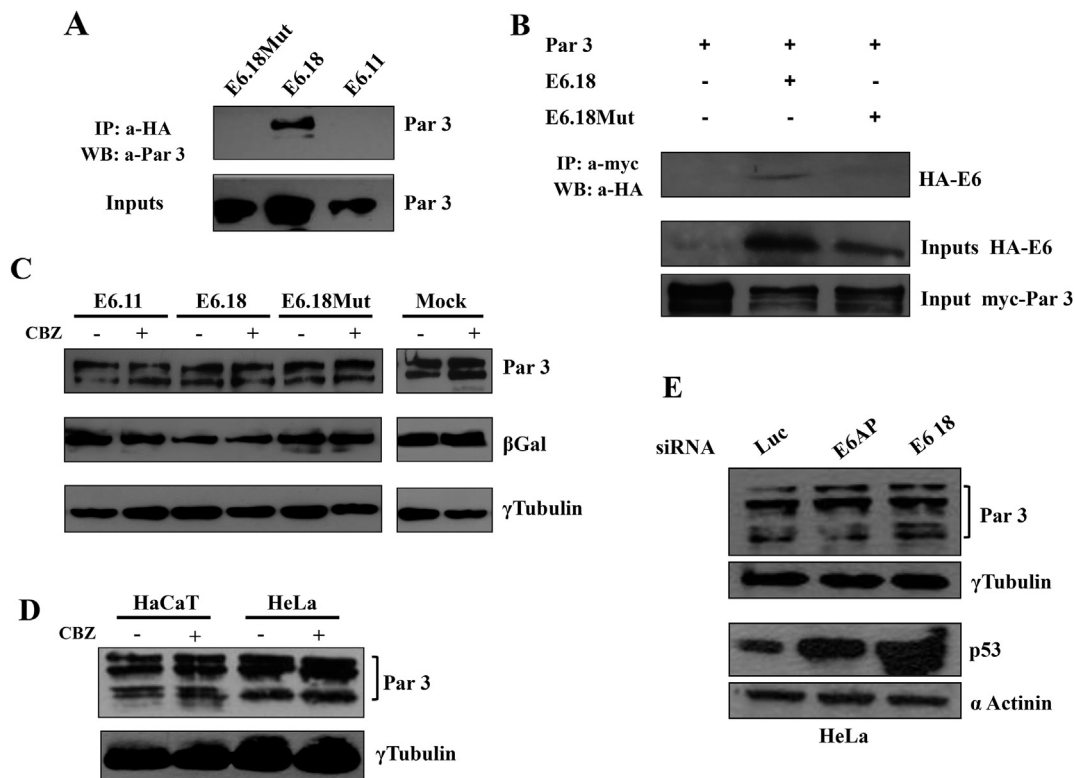 A
E6.18Mut
E6.18
E6.11
IP: a-HA
WB: a-Par 3
Par 3
Inputs
Par 3
B
Par 3 + + +
E6.18 - + -
E6.18Mut - - +
IP: a-myc
WB: a-HA
HA-E6
Inputs HA-E6
Input myc-Par 3
C
E6.11 E6.18 E6.18Mut Mock
CBZ - + - + - + - +
Par 3
βGal
γTubulin
D
HaCaT HeLa
CBZ - + - +
Par 3
γTubulin
E
siRNA Luc E6AP E6 18
Par 3
γTubulin
p53
α Actinin
HeLa